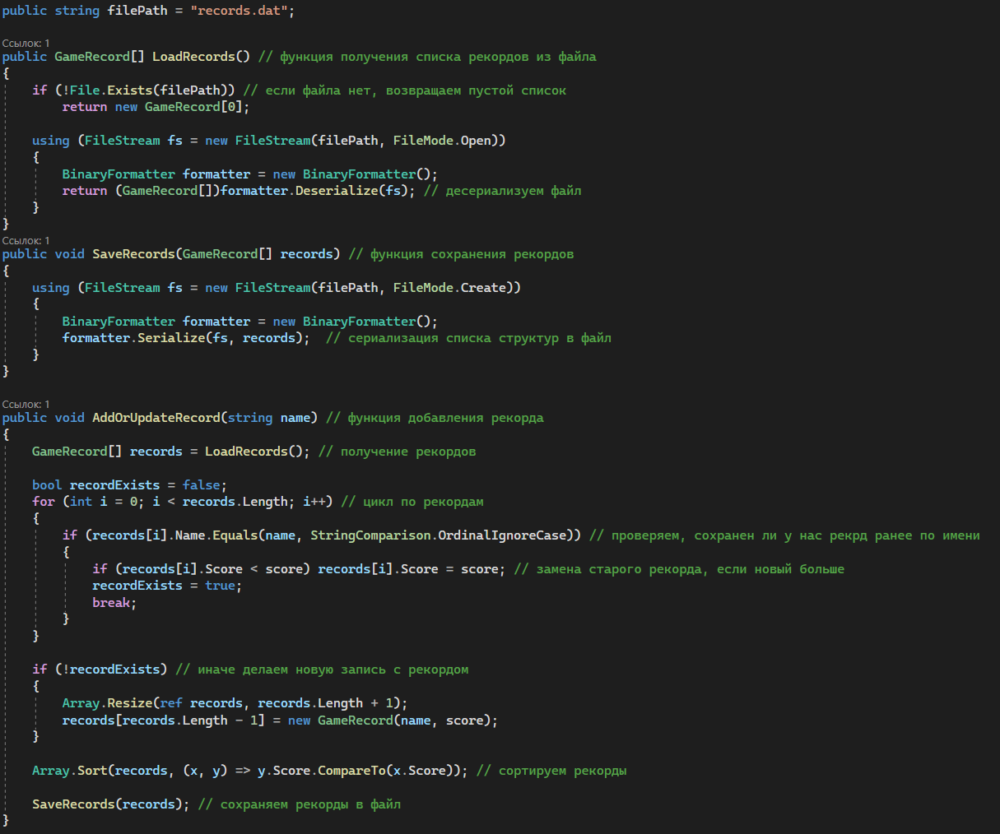 public string filePath = "records.dat";
Ссылок: 1
public GameRecord[] LoadRecords() // функция получения списка рекордов из файла
{
if (!File.Exists(filePath)) // если файла нет, возвращаем пустой список
return new GameRecord[0];
using (FileStream fs = new FileStream(filePath, FileMode.Open))
{
BinaryFormatter formatter = new BinaryFormatter();
return (GameRecord[])formatter.Deserialize(fs); // десериализуем файл
}
}
Ссылок: 1
public void SaveRecords(GameRecord[] records) // функция сохранения рекордов
{
using (FileStream fs = new FileStream(filePath, FileMode.Create))
{
BinaryFormatter formatter = new BinaryFormatter();
formatter.Serialize(fs, records);  // сериализация списка структур в файл
}
}
Ссылок: 1
public void AddOrUpdateRecord(string name) // функция добавления рекорда
{
GameRecord[] records = LoadRecords(); // получение рекордов
bool recordExists = false;
for (int i = 0; i < records.Length; i++) // цикл по рекордам
{
if (records[i].Name.Equals(name, StringComparison.OrdinalIgnoreCase)) // проверяем, сохранен ли у нас рекрд ранее по имени
{
if (records[i].Score < score) records[i].Score = score; // замена старого рекорда, если новый больше
recordExists = true;
break;
}
}
if (!recordExists) // иначе делаем новую запись с рекордом
{
Array.Resize(ref records, records.Length + 1);
records[records.Length - 1] = new GameRecord(name, score);
}
Array.Sort(records, (x, y) => y.Score.CompareTo(x.Score)); // сортируем рекорды
SaveRecords(records); // сохраняем рекорды в файл
}